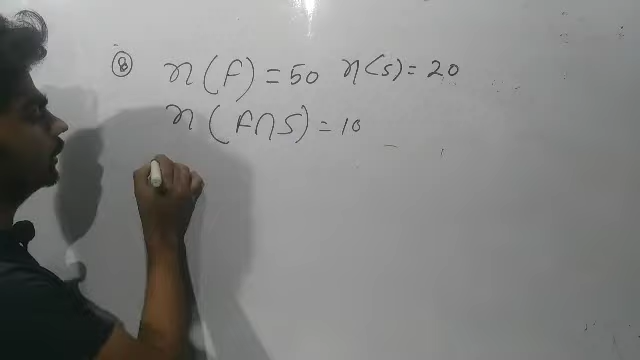 ⑧ n(F) = 50 n(S) = 20
n(F∩S) = 10